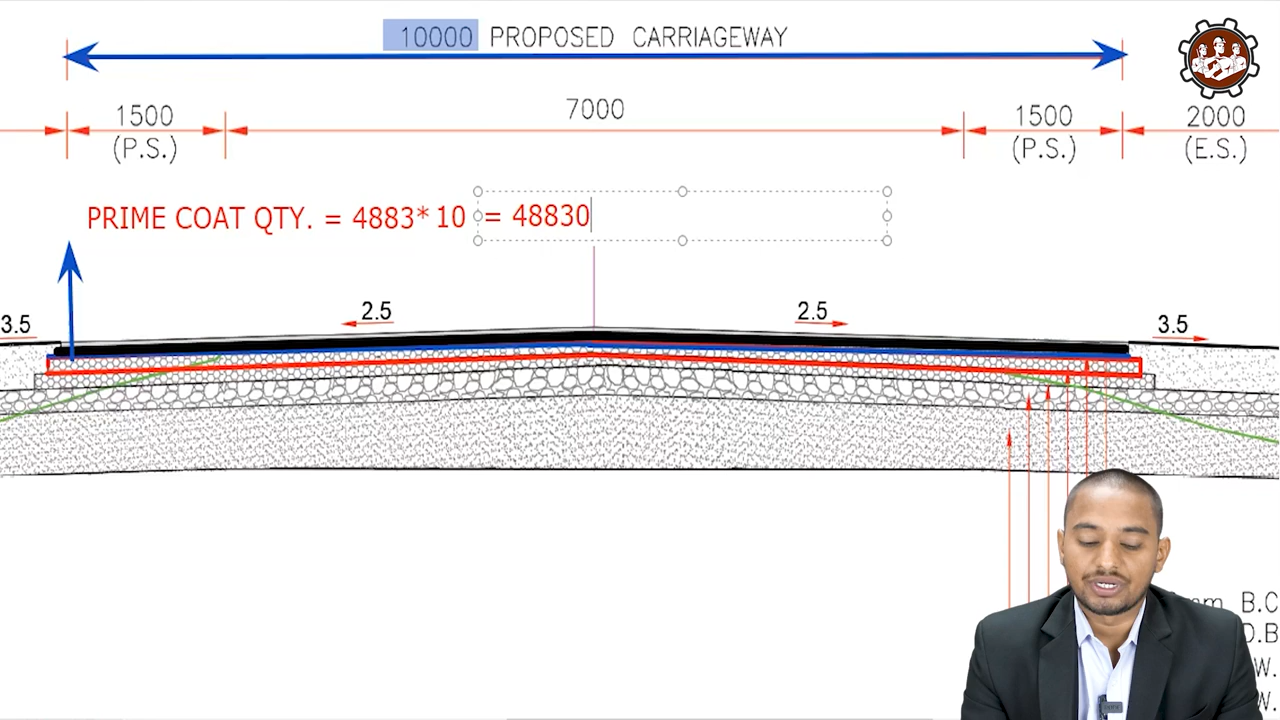 10000 PROPOSED CARRIAGEWAY
1500 7000 1500 2000
(P.S.) (P.S.) (E.S.)
PRIME COAT QTY. = 4883* 10 = 48830
2.5 2.5
3.5 3.5
mm B.C
D.B
W.
W.